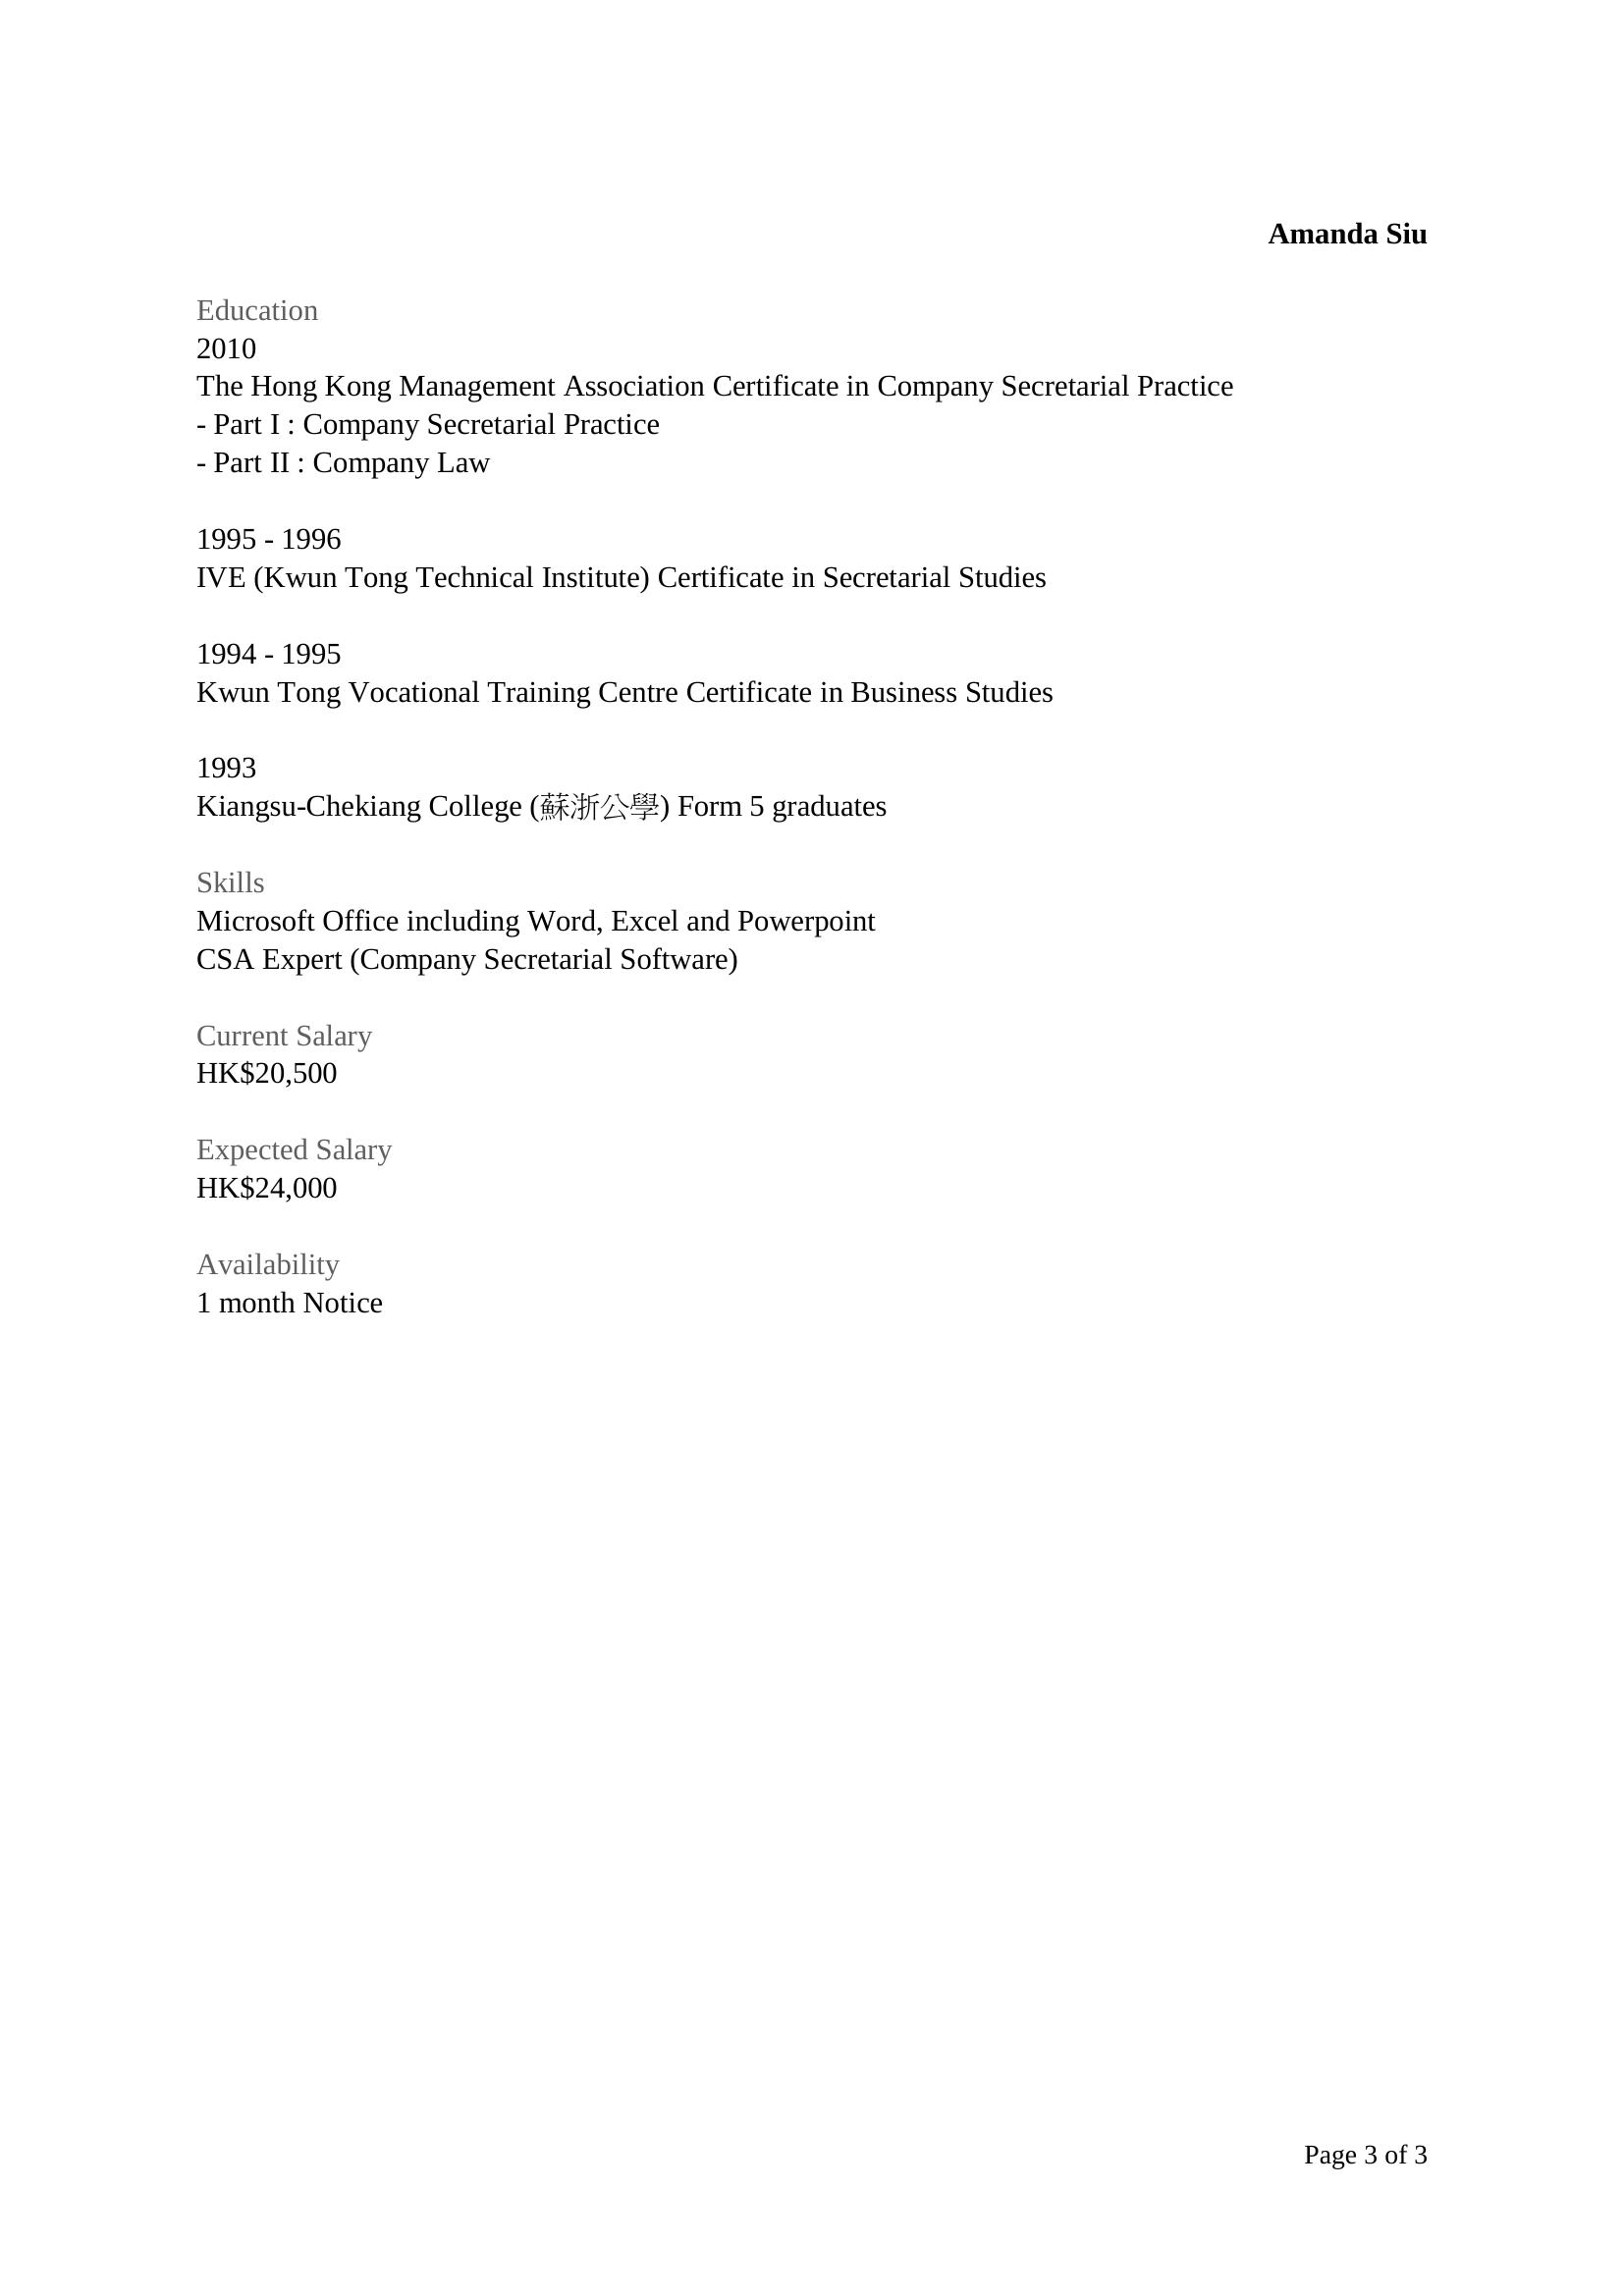 Amanda Siu
Education
2010
The Hong Kong Management Association Certificate in Company Secretarial Practice
- Part I : Company Secretarial Practice
- Part II : Company Law
1995 - 1996
IVE (Kwun Tong Technical Institute) Certificate in Secretarial Studies
1994 - 1995
Kwun Tong Vocational Training Centre Certificate in Business Studies
1993
Kiangsu-Chekiang College (蘇浙公學) Form 5 graduates
Skills
Microsoft Office including Word, Excel and Powerpoint
CSA Expert (Company Secretarial Software)
Current Salary
HK$20,500
Expected Salary
HK$24,000
Availability
1 month Notice
Page 3 of 3